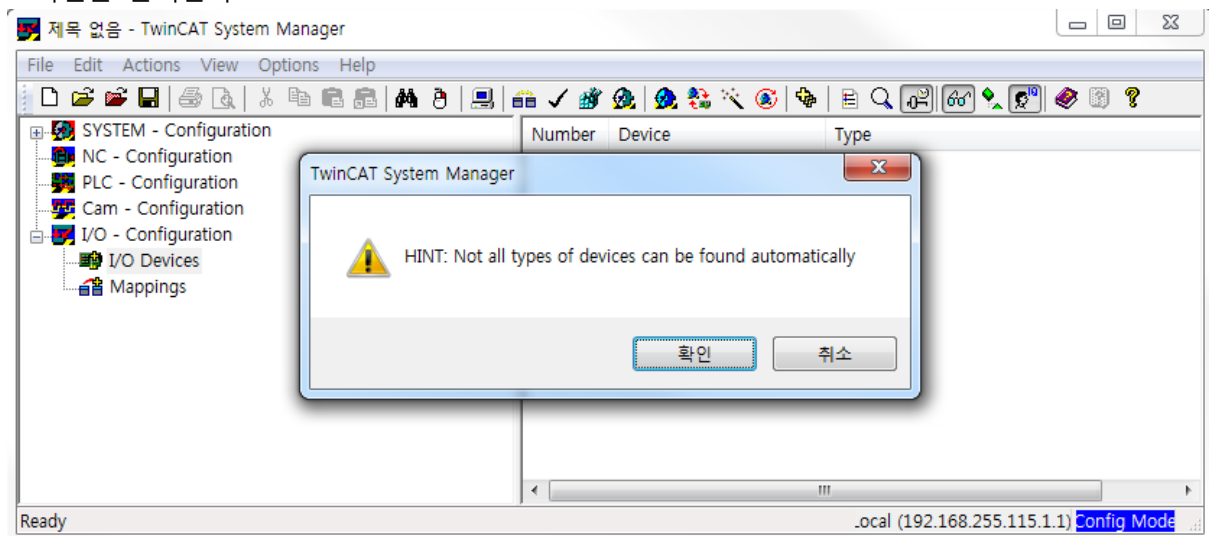 제목 없음 - TwinCAT System Manager
File Edit Actions View Options Help
SYSTEM - Configuration
NC - Configuration
PLC - Configuration
Cam - Configuration
I/O - Configuration
I/O Devices
Mappings
Number Device Type
TwinCAT System Manager
HINT: Not all types of devices can be found automatically
확인 취소
Ready
ocal (192.168.255.115.1.1) Config Mode